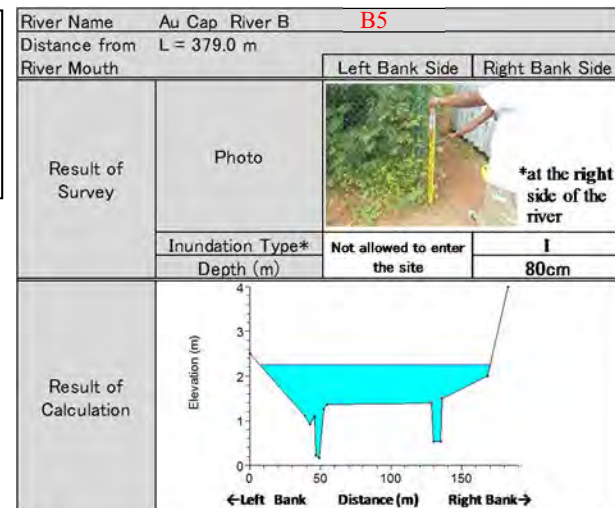 River Name Au Cap River B B5
Distance from River Mouth L = 379.0 m
Left Bank Side Right Bank Side
Result of Survey
Photo
*at the right
side of the
river
Inundation Type* Not allowed to enter the site I
Depth (m) 80cm
Result of Calculation
Elevation (m)
4
3
2
1
0
0 50 100 150
←Left Bank Distance (m) Right Bank→